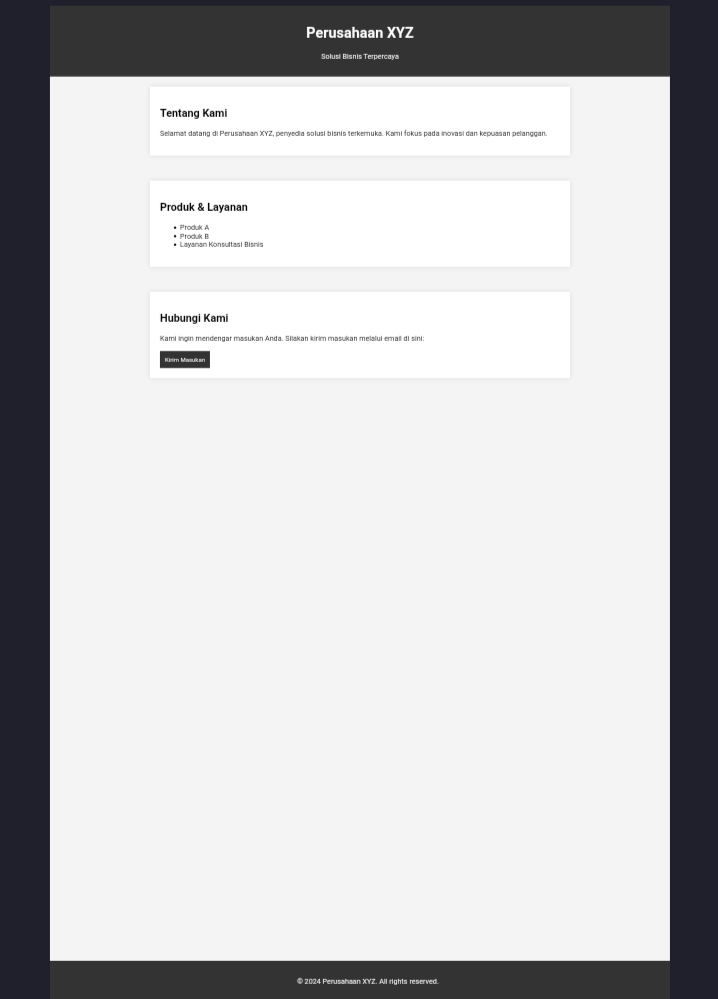 Perusahaan XYZ
Solusi Bisnis Terpercaya
Tentang Kami
Selamat datang di Perusahaan XYZ, penyedia solusi bisnis terkemuka. Kami fokus pada inovasi dan kepuasan pelanggan.
Produk & Layanan
• Produk A
• Produk B
• Layanan Konsultasi Bisnis
Hubungi Kami
Kami ingin mendengar masukan Anda. Silakan kirim masukan melalui email di sini:
Kirim Masukan
© 2024 Perusahaan XYZ. All rights reserved.